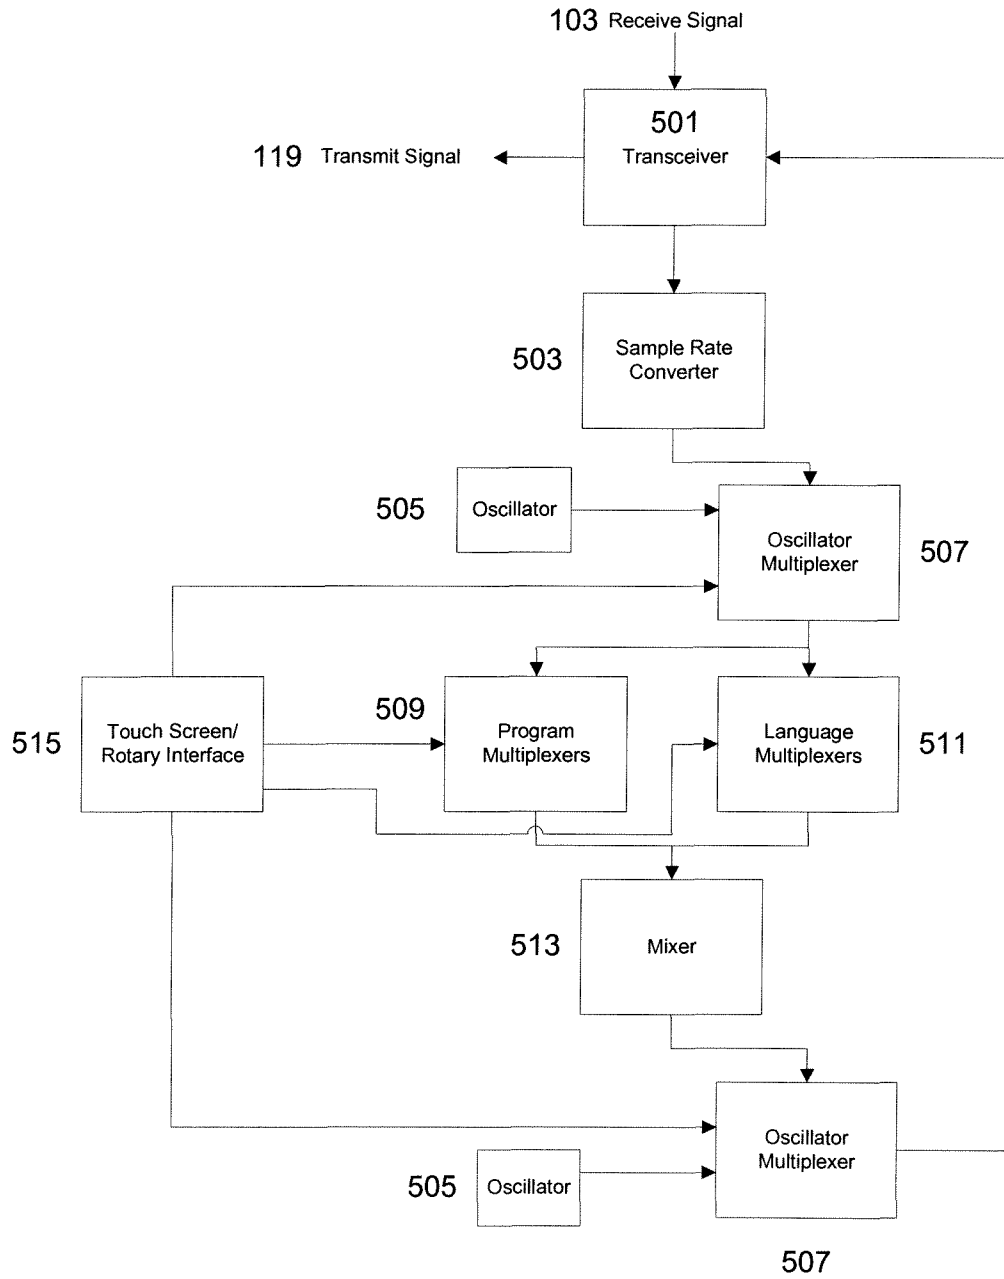 103 Receive Signal
501
Transceiver
119 Transmit Signal
503
Sample Rate
Converter
505
Oscillator
Oscillator
Multiplexer
507
515
Touch Screen/
Rotary Interface
509
Program
Multiplexers
Language
Multiplexers
511
513
Mixer
Oscillator
Multiplexer
505
Oscillator
507